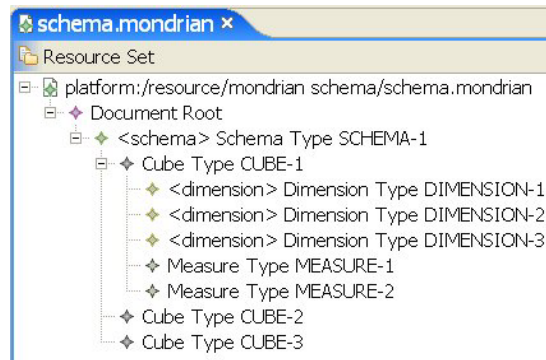 schema.mondrian
Resource Set
platform:/resource/mondrian schema/schema.mondrian
Document Root
<schema> Schema Type SCHEMA-1
Cube Type CUBE-1
<dimension> Dimension Type DIMENSION-1
<dimension> Dimension Type DIMENSION-2
<dimension> Dimension Type DIMENSION-3
Measure Type MEASURE-1
Measure Type MEASURE-2
Cube Type CUBE-2
Cube Type CUBE-3